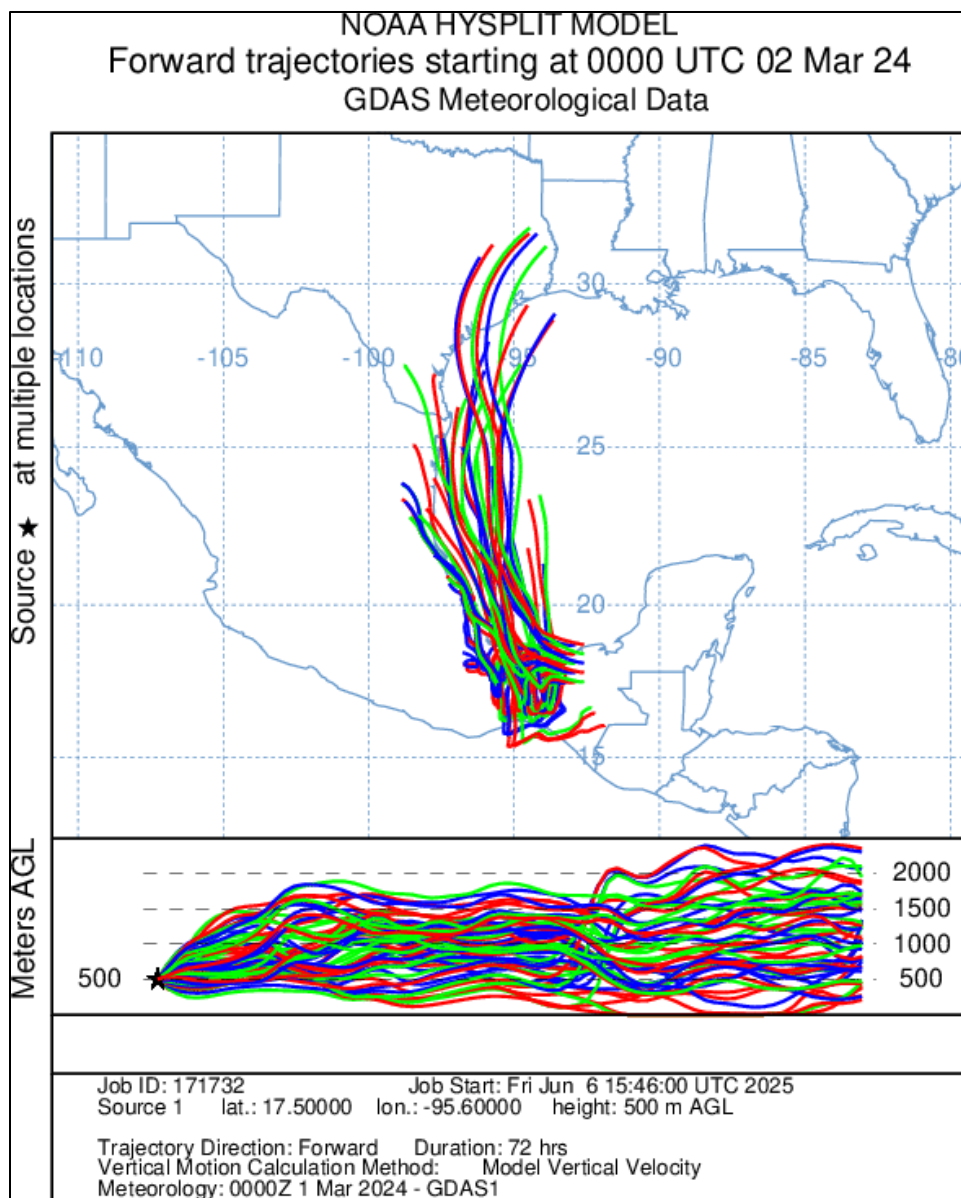 NOAA HYSPLIT MODEL
Forward trajectories starting at 0000 UTC 02 Mar 24
GDAS Meteorological Data
Source ★ at multiple locations
30
-110 -105 -100 -95 -90 -85 -80
25
20
15
Meters AGL
2000
1500
1000
500 500
Job ID: 171732 Job Start: Fri Jun 6 15:46:00 UTC 2025
Source 1 lat.: 17.50000 lon.: -95.60000 height: 500 m AGL
Trajectory Direction: Forward Duration: 72 hrs
Vertical Motion Calculation Method: Model Vertical Velocity
Meteorology: 0000Z 1 Mar 2024 - GDAS1